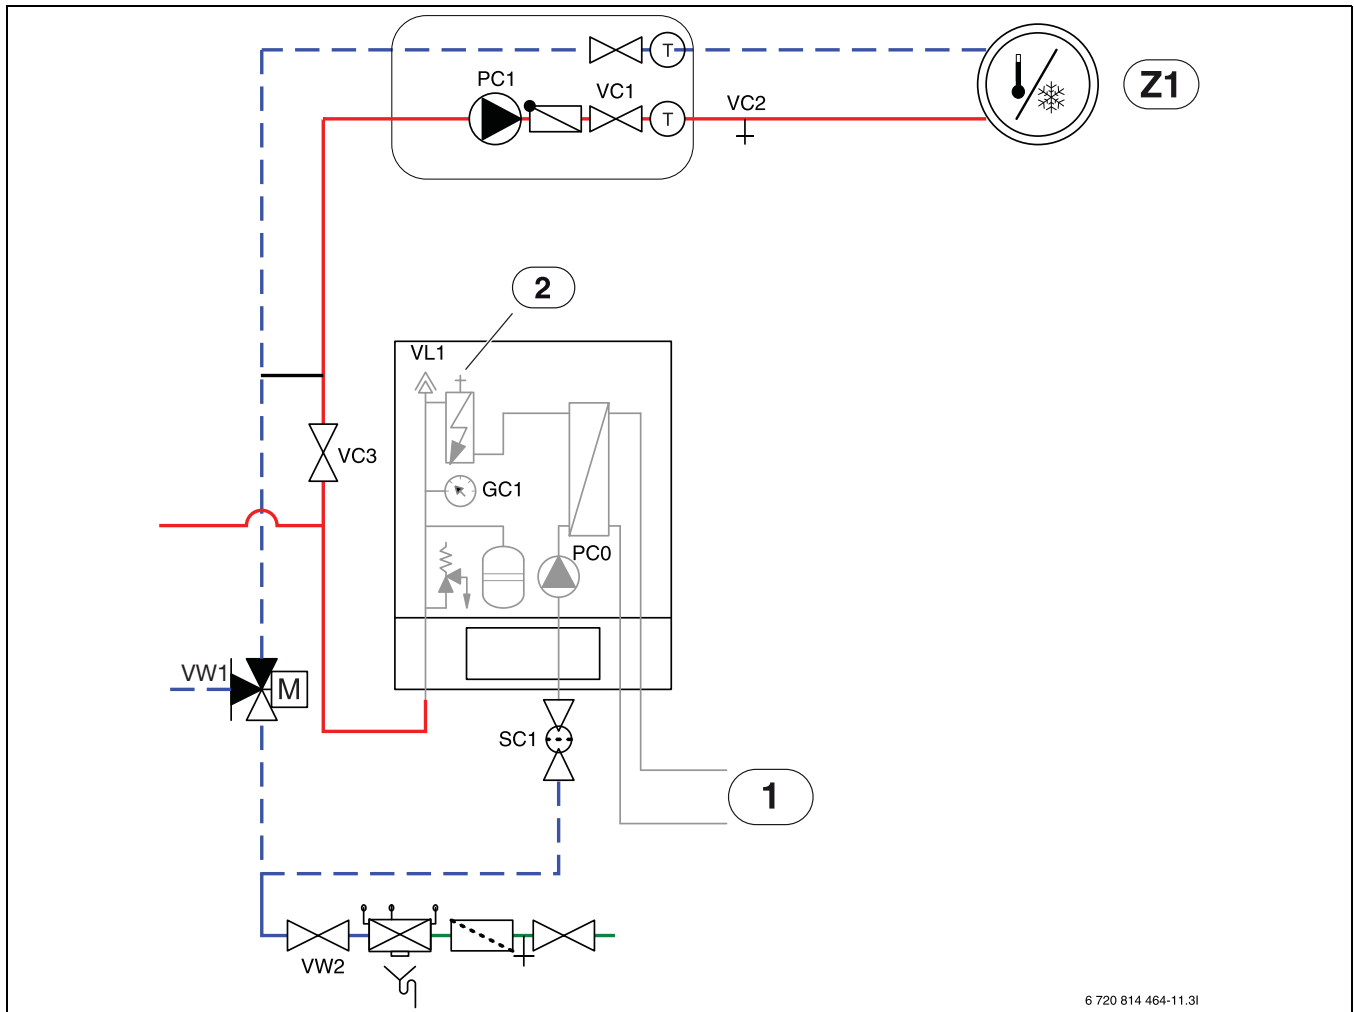 T
PC1
VC1
T
VC2
Z1
2
VL1
VC3
GC1
PC0
VW1
M
SC1
1
VW2
6 720 814 464-11.3I